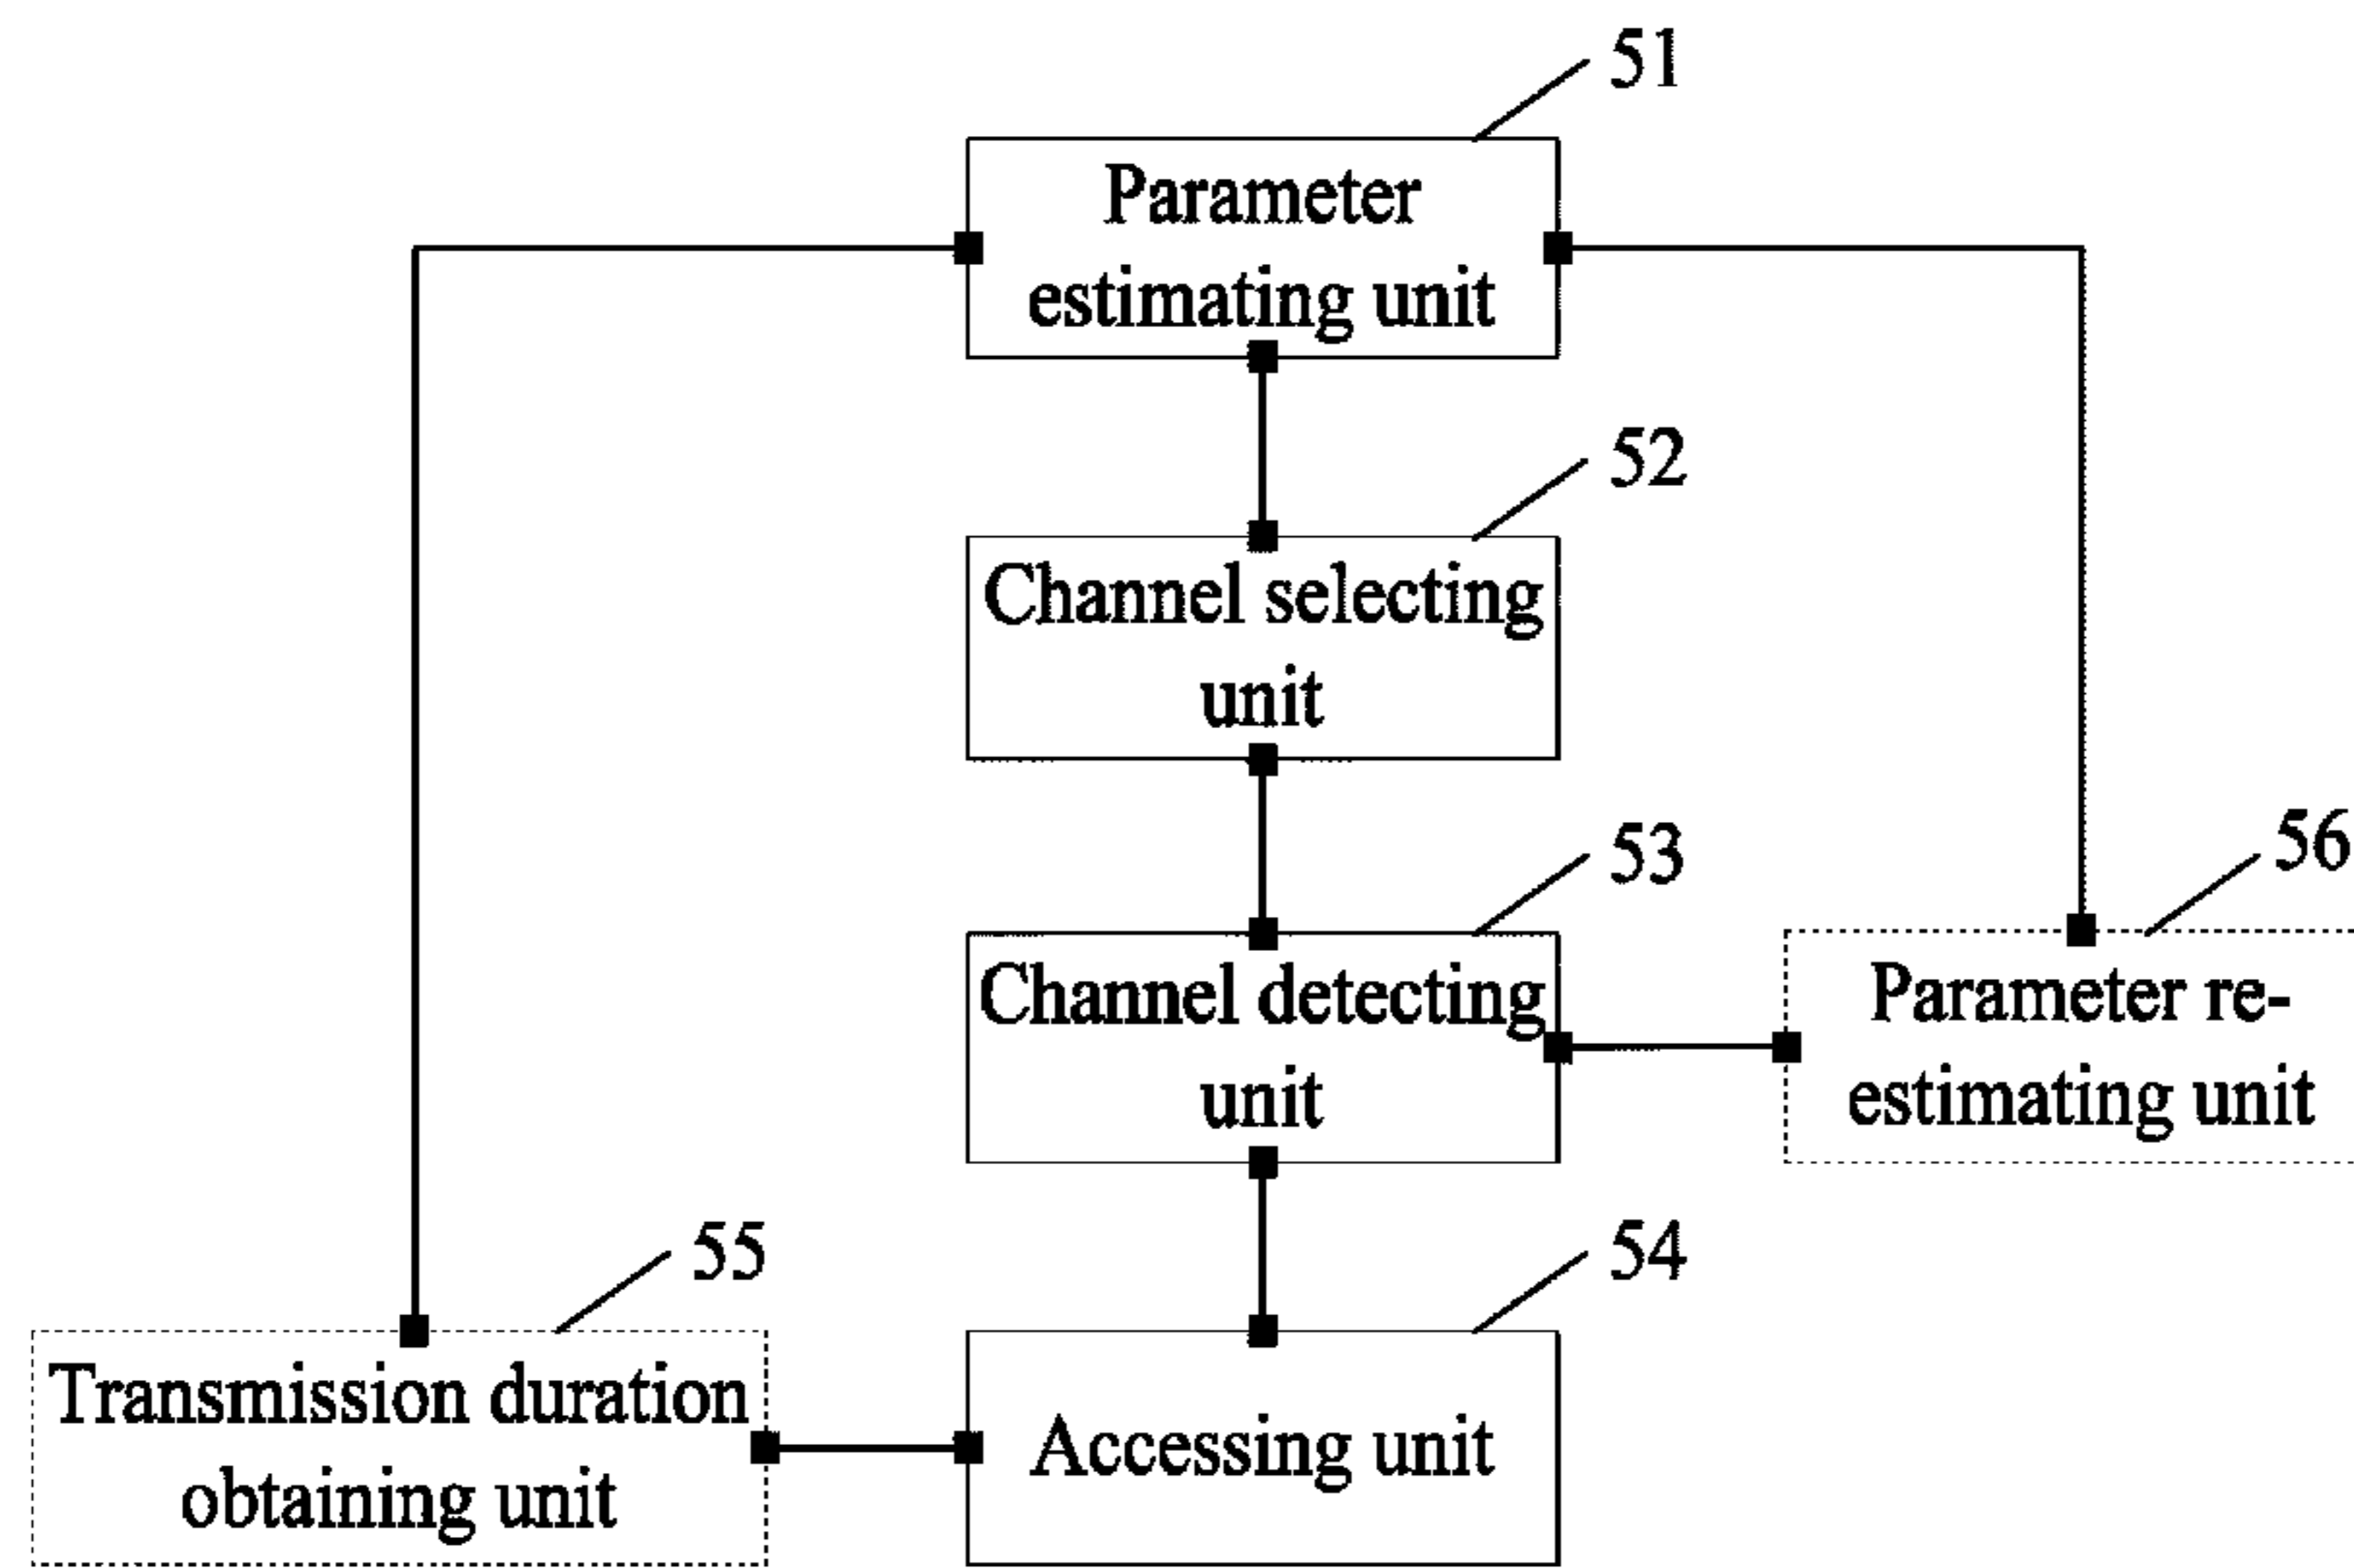 51
Parameter
estimating unit
52
Channel selecting
unit
53
Channel detecting
unit
56
Parameter re-
estimating unit
55
Transmission duration
obtaining unit
54
Accessing unit